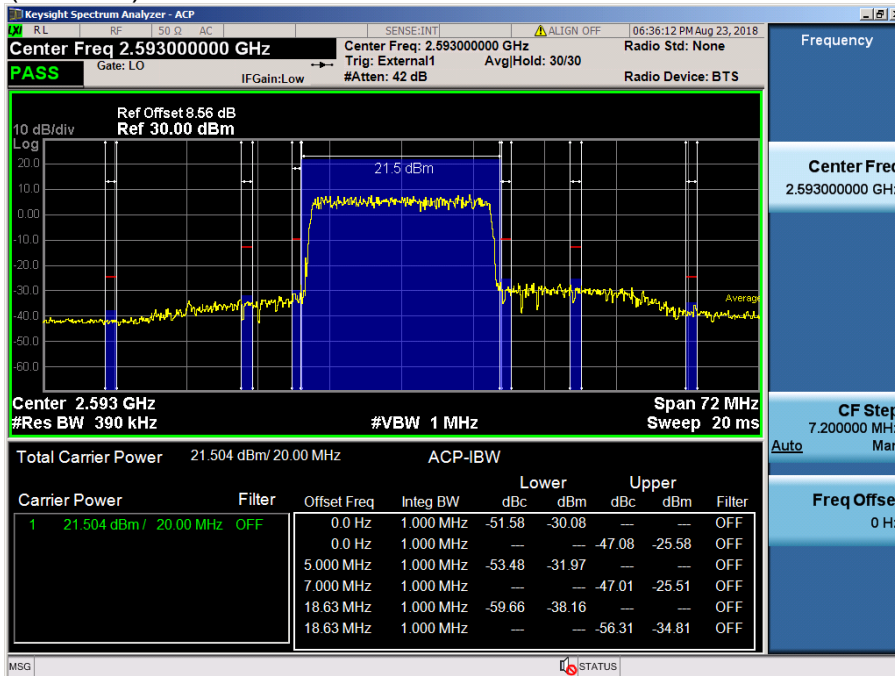 Keysight Spectrum Analyzer - ACP
LXI RL RF 50 Ω AC SENSE:INT ALIGN OFF 06:36:12 PM Aug 23, 2018
Center Freq 2.593000000 GHz
Center Freq: 2.593000000 GHz
Radio Std: None
Gate: LO
Trig: External1
Avg|Hold: 30/30
PASS
IFGain:Low
#Atten: 42 dB
Radio Device: BTS
Ref Offset 8.56 dB
10 dB/div Ref 30.00 dBm
Log
20.0
10.0
0.00
-10.0
-20.0
-30.0
-40.0
-50.0
-60.0
21.5 dBm
Average
Center 2.593 GHz
Span 72 MHz
#Res BW 390 kHz
#VBW 1 MHz
Sweep 20 ms
Total Carrier Power 21.504 dBm/ 20.00 MHz
ACP-IBW
Lower Upper
Carrier Power Filter
Offset Freq Integ BW dBc dBm dBc dBm Filter
1 21.504 dBm / 20.00 MHz OFF
0.0 Hz 1.000 MHz -51.58 -30.08 --- --- OFF
0.0 Hz 1.000 MHz --- --- -47.08 -25.58 OFF
5.000 MHz 1.000 MHz -53.48 -31.97 --- --- OFF
7.000 MHz 1.000 MHz --- --- -47.01 -25.51 OFF
18.63 MHz 1.000 MHz -59.66 -38.16 --- --- OFF
18.63 MHz 1.000 MHz --- --- -56.31 -34.81 OFF
MSG
STATUS
Frequency
Center Freq
2.593000000 GH
CF Step
7.200000 MH
Auto Man
Freq Offse
0 H